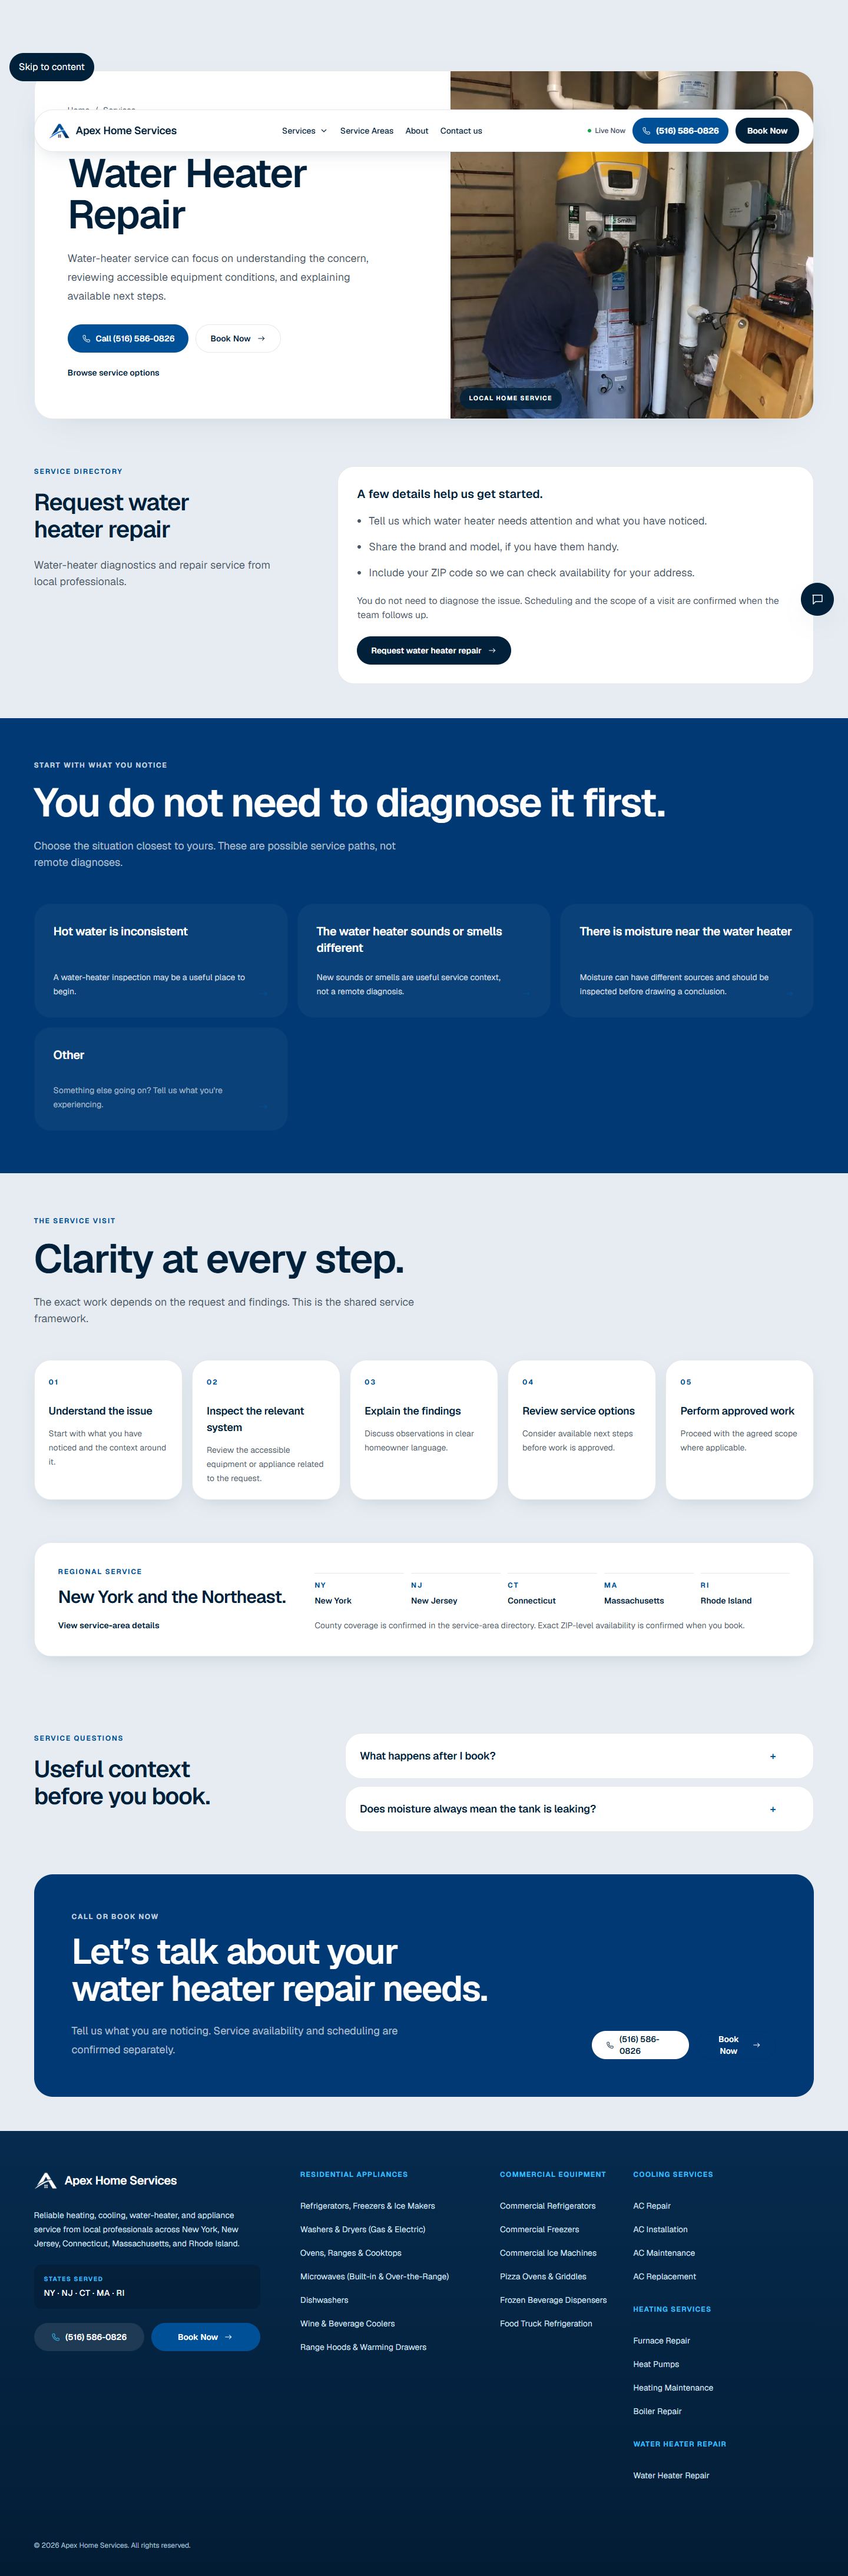 Skip to content
Home / Services
Apex Home Services
Services
Service Areas
About
Contact us
Live Now
(516) 586-0826
Book Now
Water Heater
Repair
Water-heater service can focus on understanding the concern,
reviewing accessible equipment conditions, and explaining
available next steps.
Call (516) 586-0826
Book Now
Browse service options
LOCAL HOME SERVICE
SERVICE DIRECTORY
Request water
heater repair
Water-heater diagnostics and repair service from
local professionals.
A few details help us get started.
Tell us which water heater needs attention and what you have noticed.
Share the brand and model, if you have them handy.
Include your ZIP code so we can check availability for your address.
You do not need to diagnose the issue. Scheduling and the scope of a visit are confirmed when the
team follows up.
Request water heater repair
START WITH WHAT YOU NOTICE
You do not need to diagnose it first.
Choose the situation closest to yours. These are possible service paths, not
remote diagnoses.
Hot water is inconsistent
A water-heater inspection may be a useful place to
begin.
The water heater sounds or smells
different
New sounds or smells are useful service context,
not a remote diagnosis.
There is moisture near the water heater
Moisture can have different sources and should be
inspected before drawing a conclusion.
Other
Something else going on? Tell us what you're
experiencing.
THE SERVICE VISIT
Clarity at every step.
The exact work depends on the request and findings. This is the shared service
framework.
01
Understand the issue
Start with what you have
noticed and the context around
it.
02
Inspect the relevant
system
Review the accessible
equipment or appliance related
to the request.
03
Explain the findings
Discuss observations in clear
homeowner language.
04
Review service options
Consider available next steps
before work is approved.
05
Perform approved work
Proceed with the agreed scope
where applicable.
REGIONAL SERVICE
New York and the Northeast.
View service-area details
NY
New York
NJ
New Jersey
CT
Connecticut
MA
Massachusetts
RI
Rhode Island
County coverage is confirmed in the service-area directory. Exact ZIP-level availability is confirmed when you book.
SERVICE QUESTIONS
Useful context
before you book.
What happens after I book?
+
Does moisture always mean the tank is leaking?
+
CALL OR BOOK NOW
Let’s talk about your
water heater repair needs.
Tell us what you are noticing. Service availability and scheduling are
confirmed separately.
(516) 586-
0826
Book
Now
Apex Home Services
Reliable heating, cooling, water-heater, and appliance
service from local professionals across New York, New
Jersey, Connecticut, Massachusetts, and Rhode Island.
STATES SERVED
NY · NJ · CT · MA · RI
(516) 586-0826
Book Now
RESIDENTIAL APPLIANCES
Refrigerators, Freezers & Ice Makers
Washers & Dryers (Gas & Electric)
Ovens, Ranges & Cooktops
Microwaves (Built-in & Over-the-Range)
Dishwashers
Wine & Beverage Coolers
Range Hoods & Warming Drawers
COMMERCIAL EQUIPMENT
Commercial Refrigerators
Commercial Freezers
Commercial Ice Machines
Pizza Ovens & Griddles
Frozen Beverage Dispensers
Food Truck Refrigeration
COOLING SERVICES
AC Repair
AC Installation
AC Maintenance
AC Replacement
HEATING SERVICES
Furnace Repair
Heat Pumps
Heating Maintenance
Boiler Repair
WATER HEATER REPAIR
Water Heater Repair
© 2026 Apex Home Services. All rights reserved.